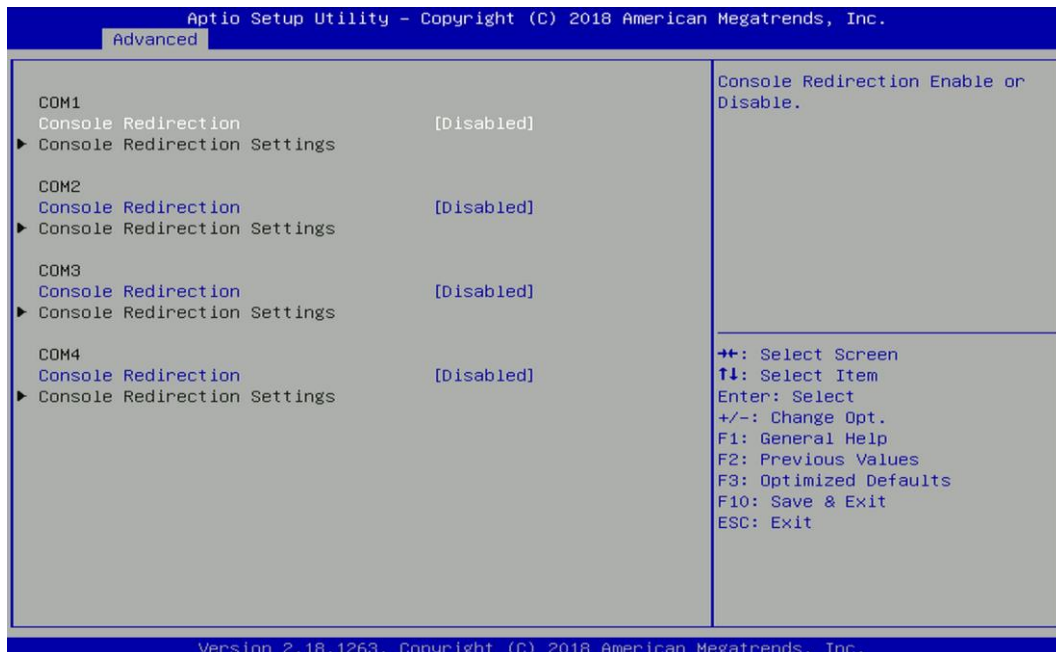 Aptio Setup Utility – Copyright (C) 2018 American Megatrends, Inc.
Advanced
COM1
Console Redirection [Disabled]
Console Redirection Settings
COM2
Console Redirection [Disabled]
Console Redirection Settings
COM3
Console Redirection [Disabled]
Console Redirection Settings
COM4
Console Redirection [Disabled]
Console Redirection Settings
Console Redirection Enable or
Disable.
→←: Select Screen
↑↓: Select Item
Enter: Select
+/-: Change Opt.
F1: General Help
F2: Previous Values
F3: Optimized Defaults
F10: Save & Exit
ESC: Exit
Version 2.18.1263. Copyright (C) 2018 American Megatrends, Inc.